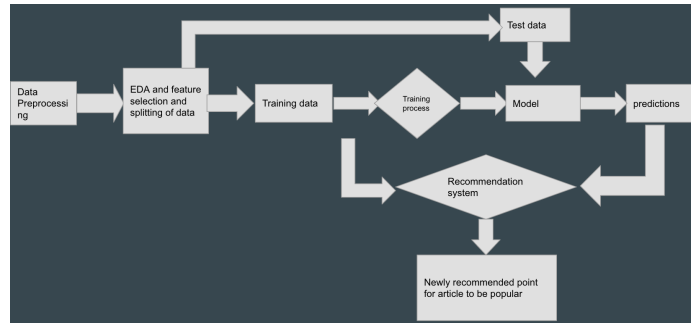 Test data
Data
Preprocessi
ng
EDA and feature
selection and
splitting of data
Training data
Training
process
Model
predictions
Recommendation
system
Newly recommended point
for article to be popular